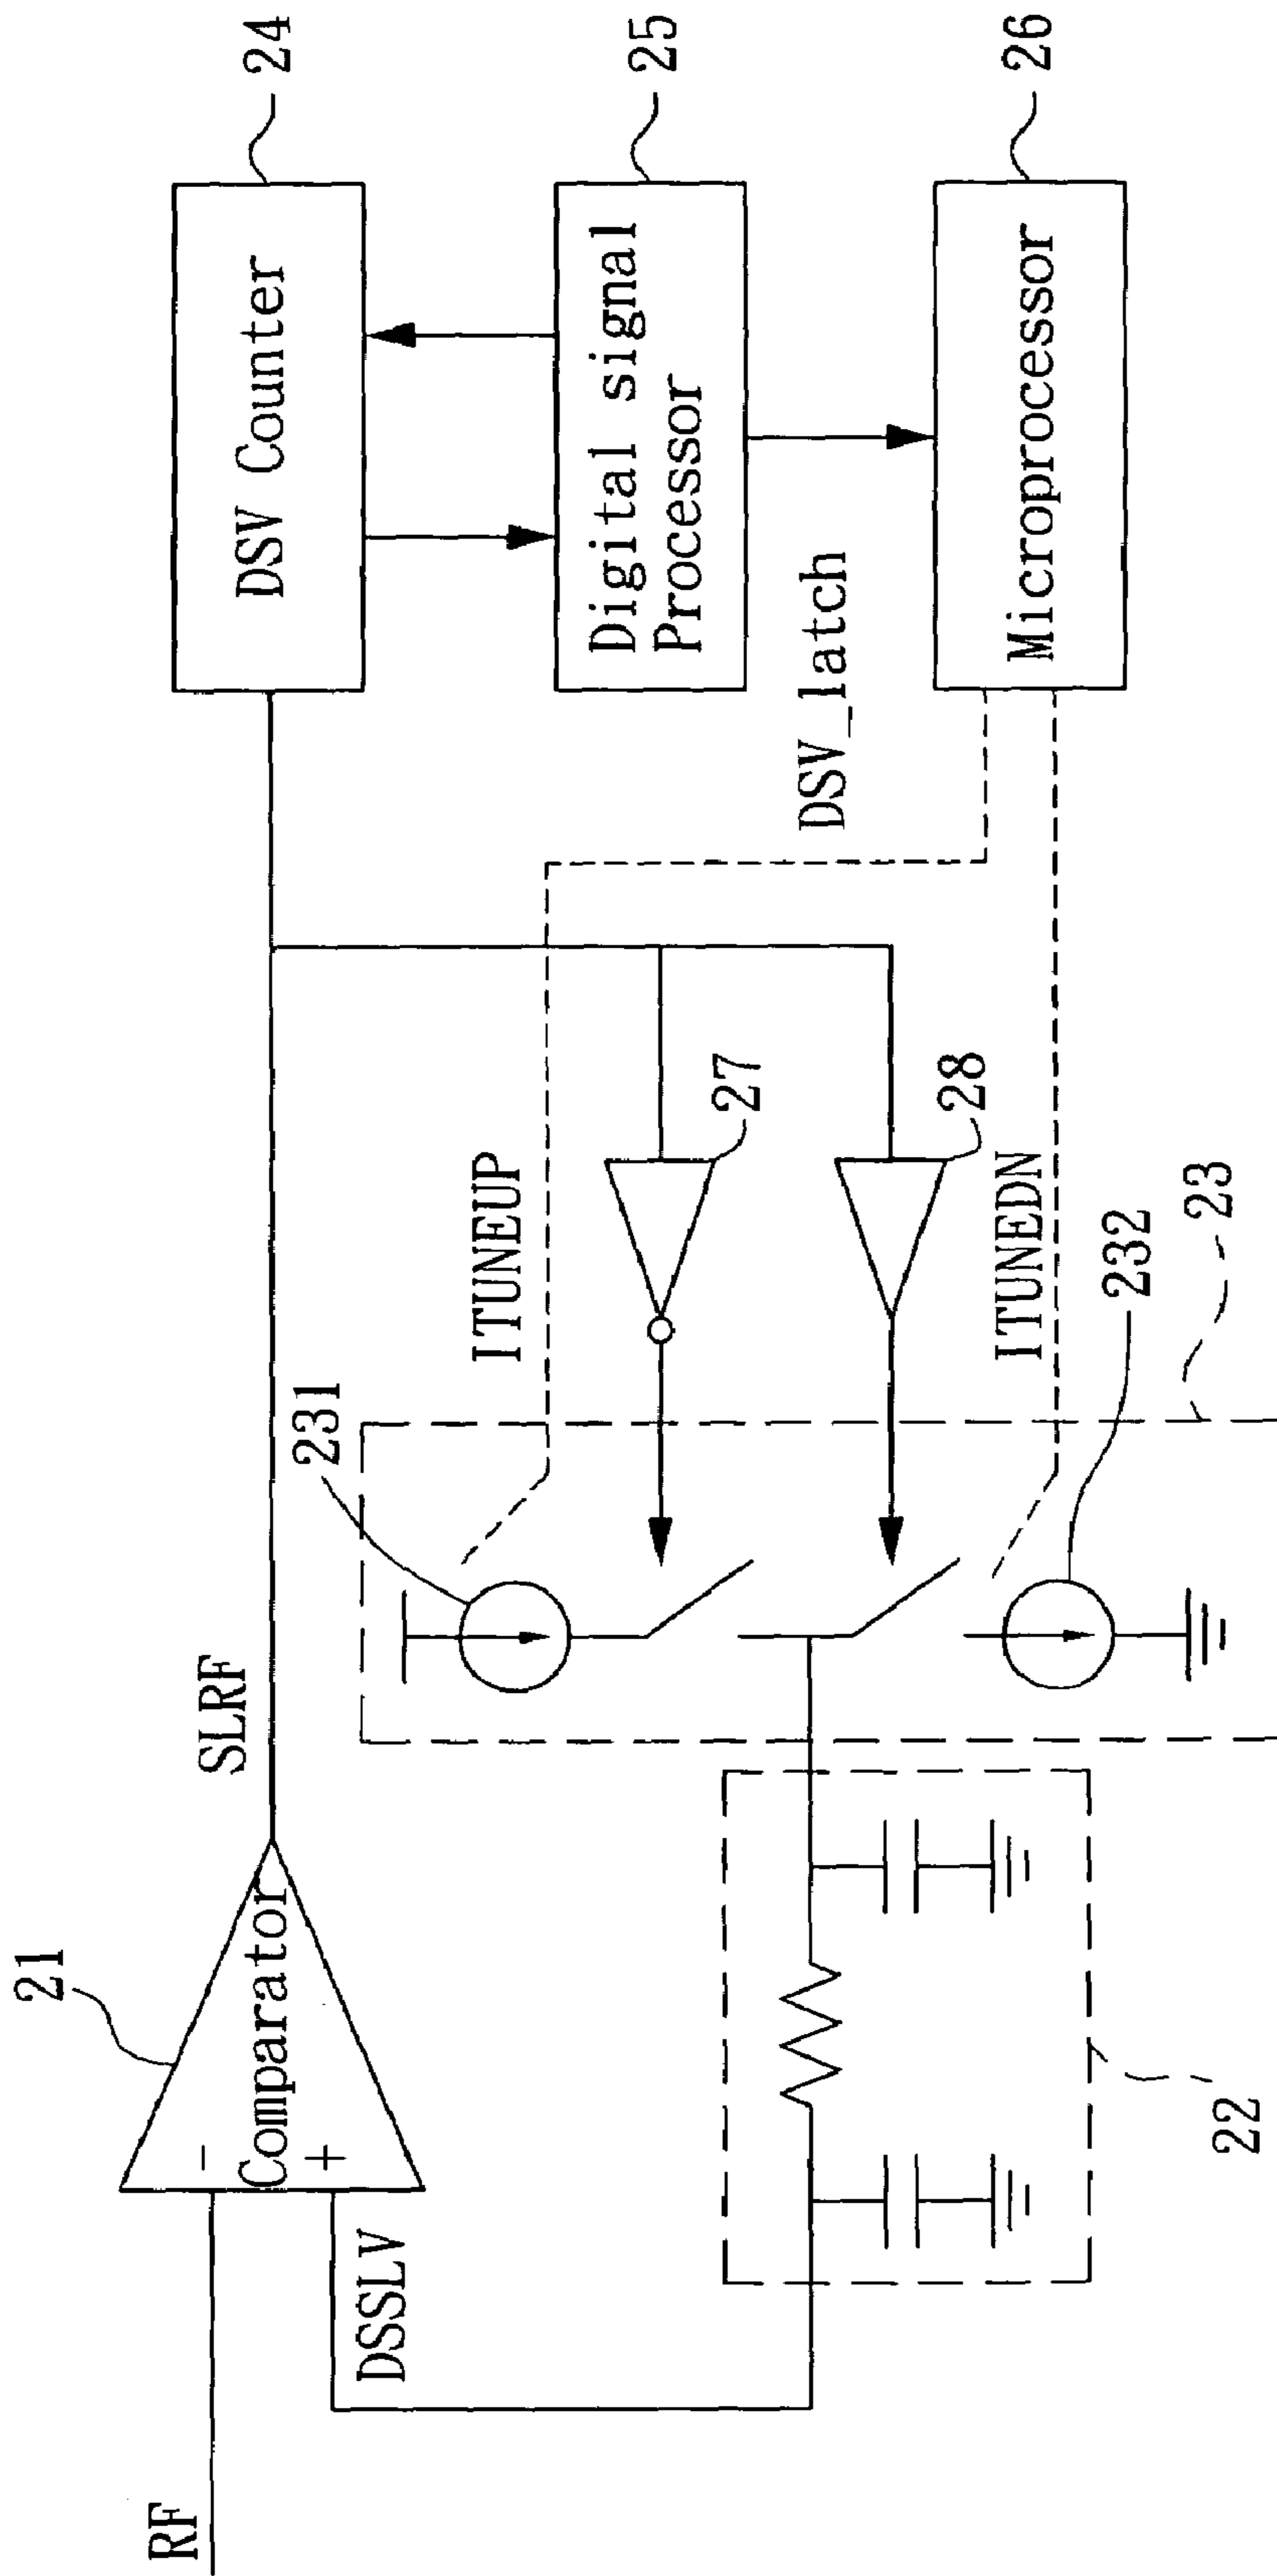 RF
21
-
Comparator
+
DSSLV
SLRF
DSV Counter
24
Digital signal
Processor
25
DSV_latch
Microprocessor
26
ITUNEUP
231
27
28
ITUNEDN
232
23
22